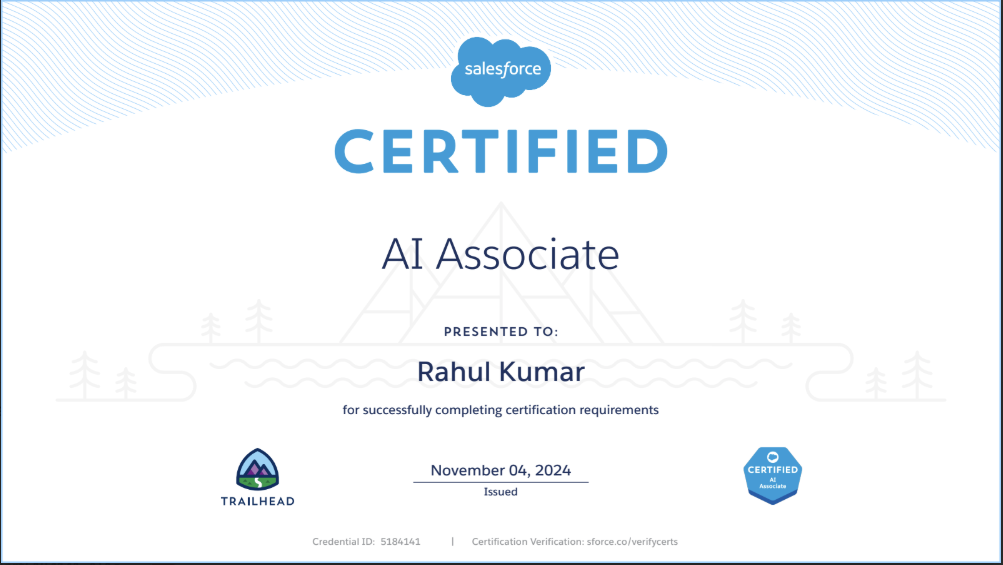 salesforce
CERTIFIED
AI Associate
PRESENTED TO:
Rahul Kumar
for successfully completing certification requirements
TRAILHEAD
November 04, 2024
Issued
CERTIFIED
AI
Associate
Credential ID: 5184141 | Certification Verification: sforce.co/verifycerts